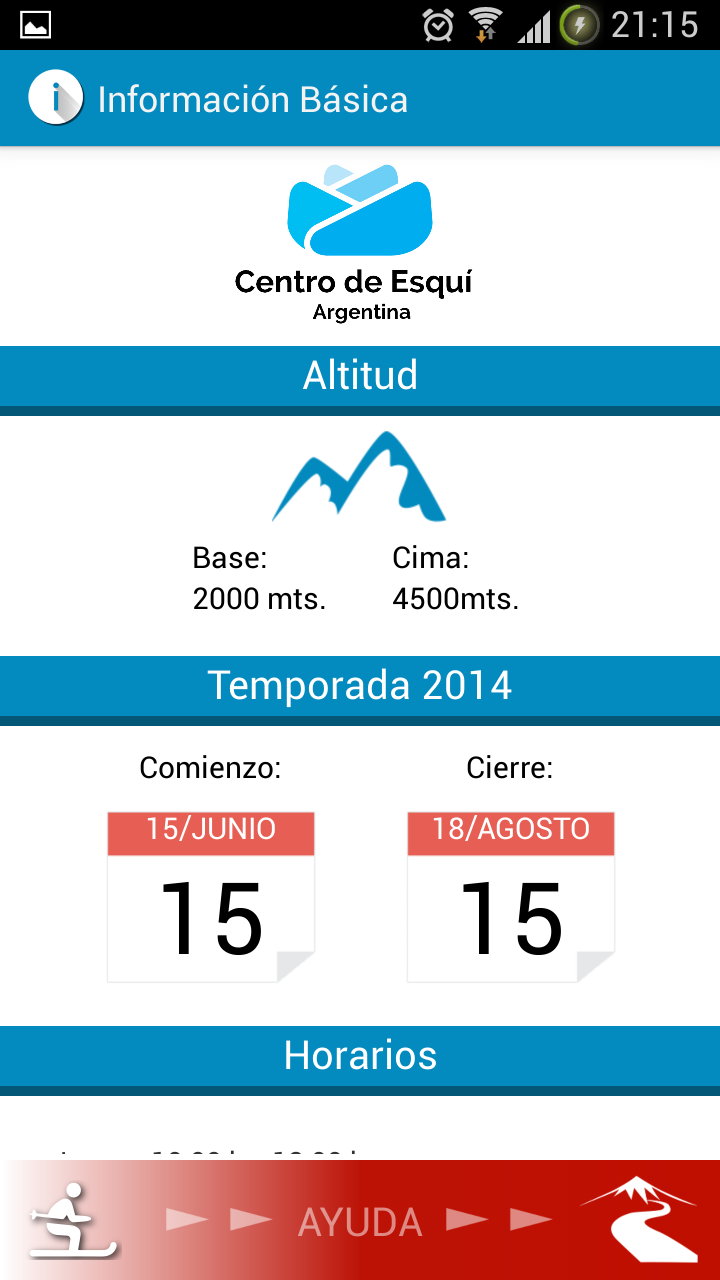 21:15
i Información Básica
Centro de Esquí
Argentina
Altitud
Base: Cima:
2000 mts. 4500mts.
Temporada 2014
Comienzo: Cierre:
15/JUNIO 18/AGOSTO
15 15
Horarios
AYUDA